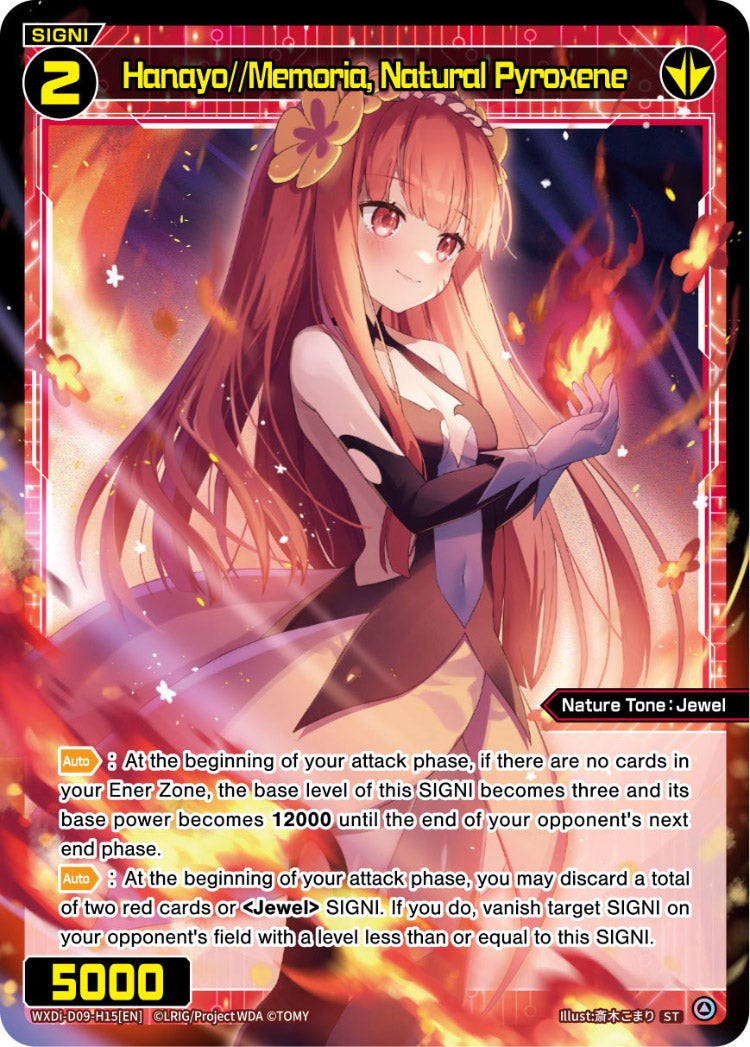 SIGNI
2
Hanayo//Memoria, Natural Pyroxene
Nature Tone:Jewel
Auto : At the beginning of your attack phase, if there are no cards in
your Ener Zone, the base level of this SIGNI becomes three and its
base power becomes 12000 until the end of your opponent's next
end phase.
Auto : At the beginning of your attack phase, you may discard a total
of two red cards or <Jewel> SIGNI. If you do, vanish target SIGNI on
your opponent's field with a level less than or equal to this SIGNI.
5000
WXDi-D09-H15[EN] ©LRIG/Project WDA ©TOMY
Illust:斎木こまり ST